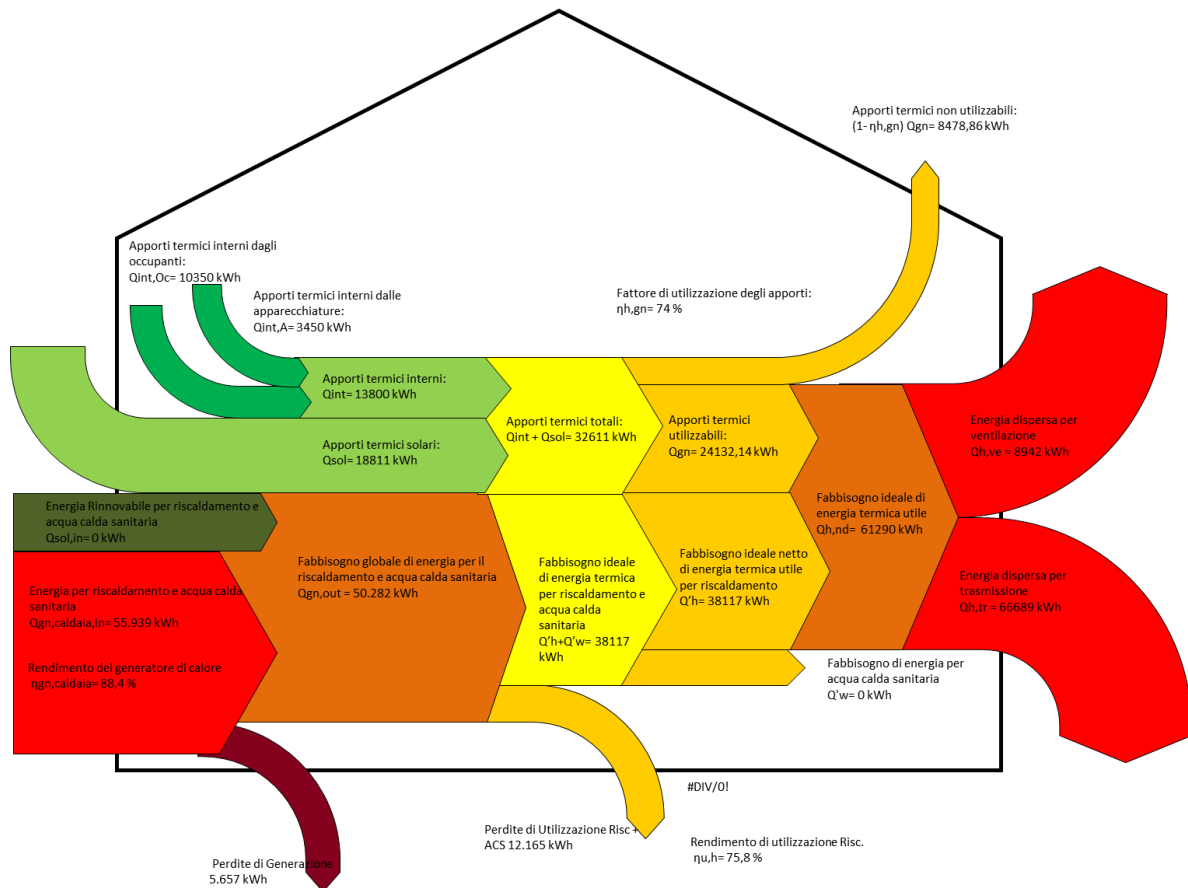 Apporti termici non utilizzabili:
(1- ηh,gn) Qgn= 8478,86 kWh
Apporti termici interni dagli
occupanti:
Qint,Oc= 10350 kWh
Apporti termici interni dalle
apparecchiature:
Qint,A= 3450 kWh
Fattore di utilizzazione degli apporti:
ηh,gn= 74 %
Apporti termici interni:
Qint= 13800 kWh
Apporti termici solari:
Qsol= 18811 kWh
Apporti termici totali:
Qint + Qsol= 32611 kWh
Apporti termici
utilizzabili:
Qgn= 24132,14 kWh
Energia dispersa per
ventilazione
Qh,ve = 8942 kWh
Energia Rinnovabile per riscaldamento e
acqua calda sanitaria
Qsol,in= 0 kWh
Fabbisogno ideale di
energia termica utile
Qh,nd= 61290 kWh
Energia per riscaldamento e acqua calda
sanitaria
Qgn,caldaia,in= 55.939 kWh
Rendimento del generatore di calore
ηgn,caldaia= 88,4 %
Fabbisogno globale di energia per il
riscaldamento e acqua calda sanitaria
Qgn,out = 50.282 kWh
Fabbisogno ideale
di energia termica
per riscaldamento e
acqua calda
sanitaria
Q'h+Q'w= 38117
kWh
Fabbisogno ideale netto
di energia termica utile
per riscaldamento
Q'h= 38117 kWh
Energia dispersa per
trasmissione
Qh,tr = 66689 kWh
Fabbisogno di energia per
acqua calda sanitaria
Q'w= 0 kWh
#DIV/0!
Perdite di Utilizzazione Risc +
ACS 12.165 kWh
Rendimento di utilizzazione Risc.
ηu,h= 75,8 %
Perdite di Generazione
5.657 kWh